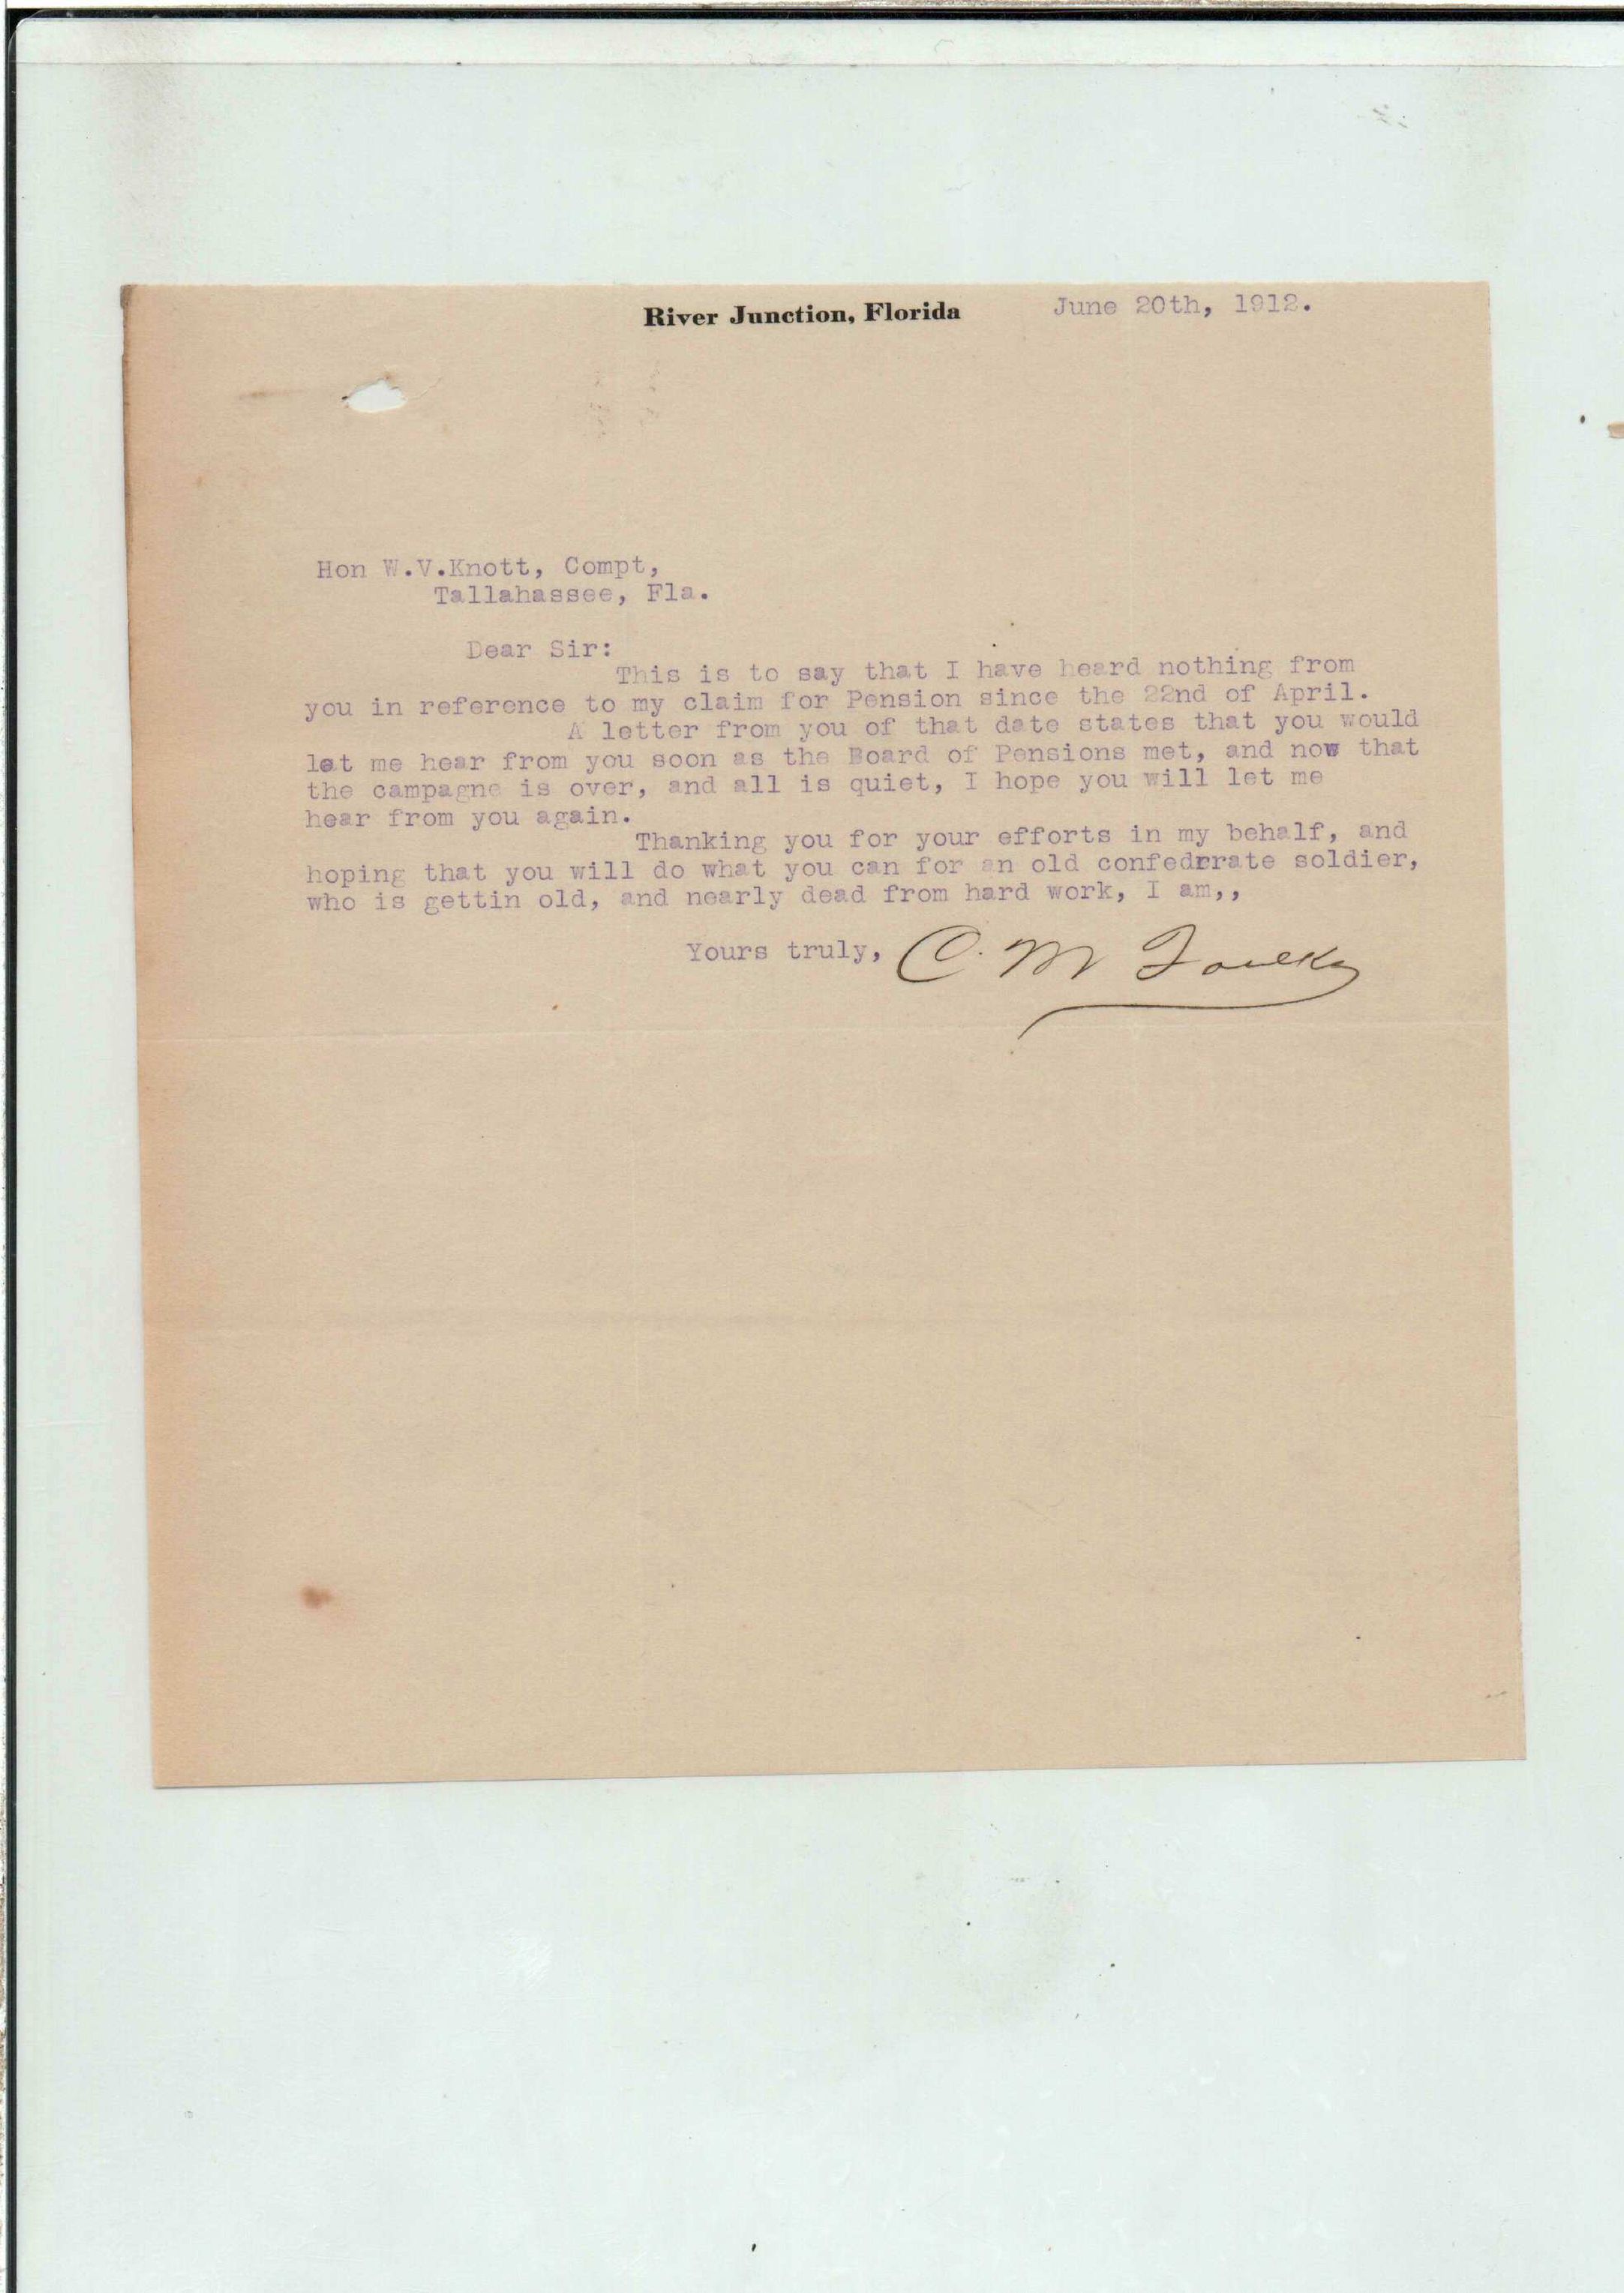 River Junction, Florida June 20th, 1912.
Hon W.V.Knott, Compt,
Tallahassee, Fla.
Dear Sir:
This is to say that I have heard nothing from
you in reference to my claim for Pension since the 22nd of April.
A letter from you of that date states that you would
let me hear from you soon as the Board of Pensions met, and now that
the campagne is over, and all is quiet, I hope you will let me
hear from you again.
Thanking you for your efforts in my behalf, and
hoping that you will do what you can for an old confedrrate soldier,
who is gettin old, and nearly dead from hard work, I am,,
Yours truly, C. M